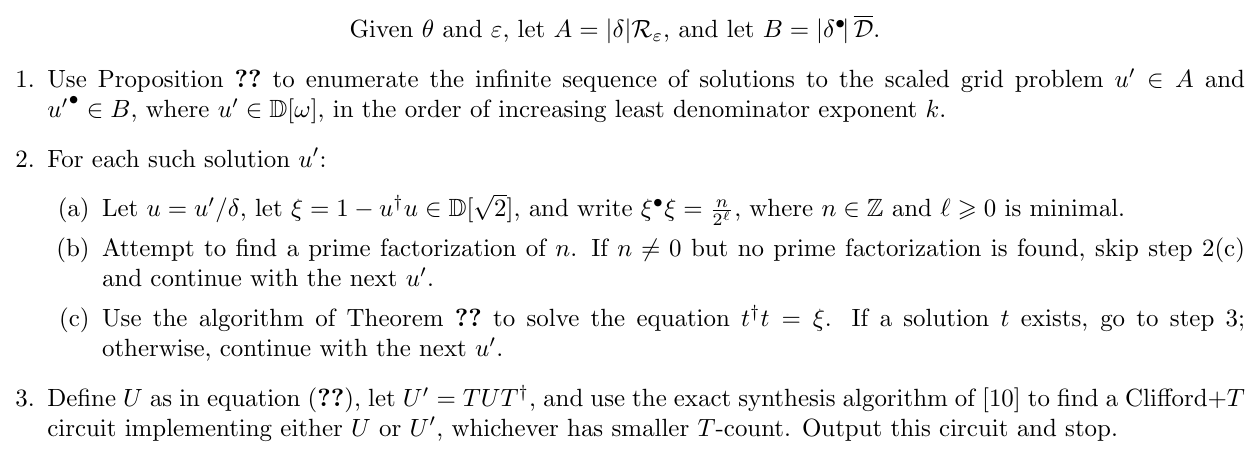 Given θ and ε, let A = |δ|ℛ_ε, and let B = |δ^•| \overline{𝒟}.
1. Use Proposition ?? to enumerate the infinite sequence of solutions to the scaled grid problem u′ ∈ A and
u′^• ∈ B, where u′ ∈ 𝔻[ω], in the order of increasing least denominator exponent k.
2. For each such solution u′:
(a) Let u = u′/δ, let ξ = 1 − u†u ∈ 𝔻[√2], and write ξ^•ξ = n/2^ℓ, where n ∈ ℤ and ℓ ⩾ 0 is minimal.
(b) Attempt to find a prime factorization of n. If n ≠ 0 but no prime factorization is found, skip step 2(c)
and continue with the next u′.
(c) Use the algorithm of Theorem ?? to solve the equation t†t = ξ. If a solution t exists, go to step 3;
otherwise, continue with the next u′.
3. Define U as in equation (??), let U′ = TUT†, and use the exact synthesis algorithm of [10] to find a Clifford+T
circuit implementing either U or U′, whichever has smaller T-count. Output this circuit and stop.